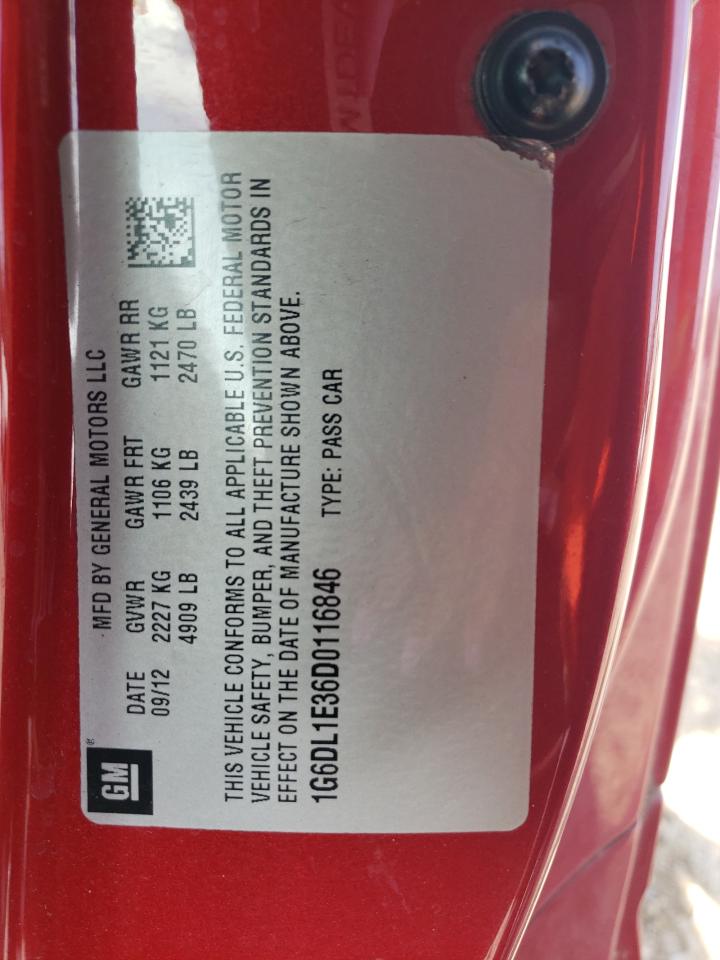 GM®
MFD BY GENERAL MOTORS LLC
DATE GVWR GAWR FRT GAWR RR
09/12 2227 KG 1106 KG 1121 KG
4909 LB 2439 LB 2470 LB
THIS VEHICLE CONFORMS TO ALL APPLICABLE U.S. FEDERAL MOTOR
VEHICLE SAFETY, BUMPER, AND THEFT PREVENTION STANDARDS IN
EFFECT ON THE DATE OF MANUFACTURE SHOWN ABOVE.
1G6DL1E36D0116846 TYPE: PASS CAR